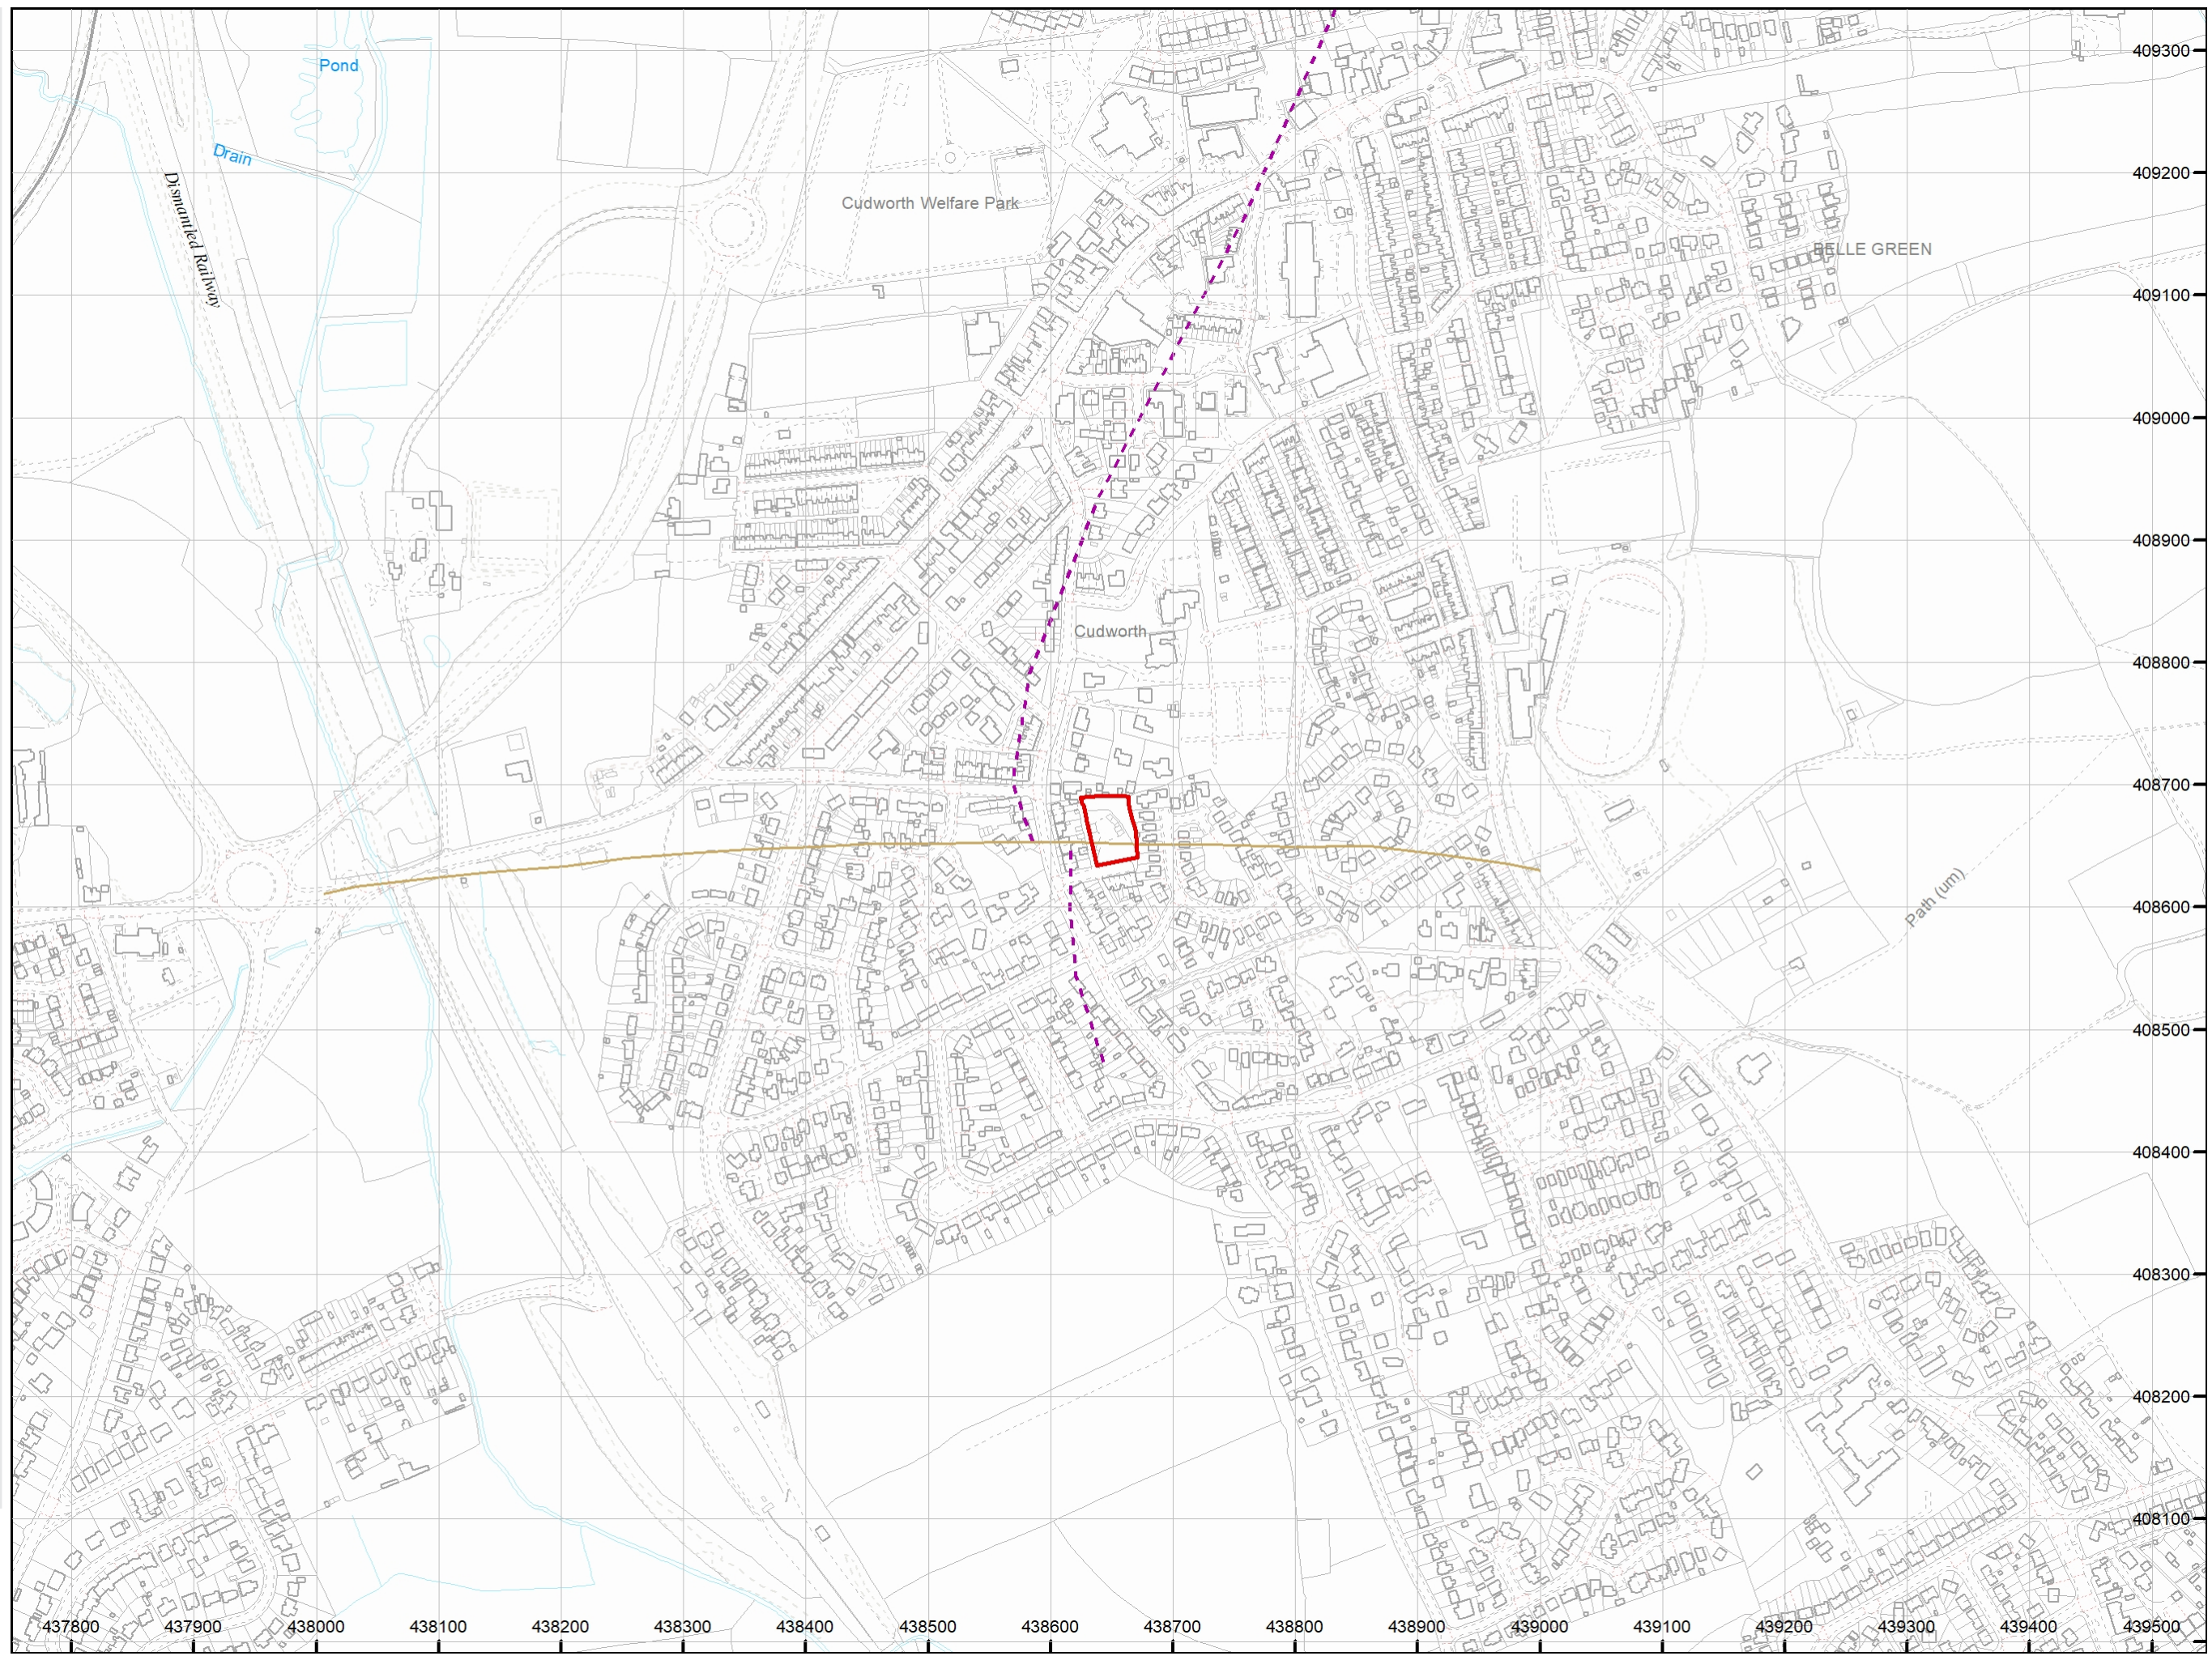 409300
Pond
Drain
409200
Dismantled Railway
Cudworth Welfare Park
BELLE GREEN
409100
409000
408900
Cudworth
408800
408700
408600
Path (um)
408500
408400
408300
408200
408100
437800 437900 438000 438100 438200 438300 438400 438500 438600 438700 438800 438900 439000 439100 439200 439300 439400 439500